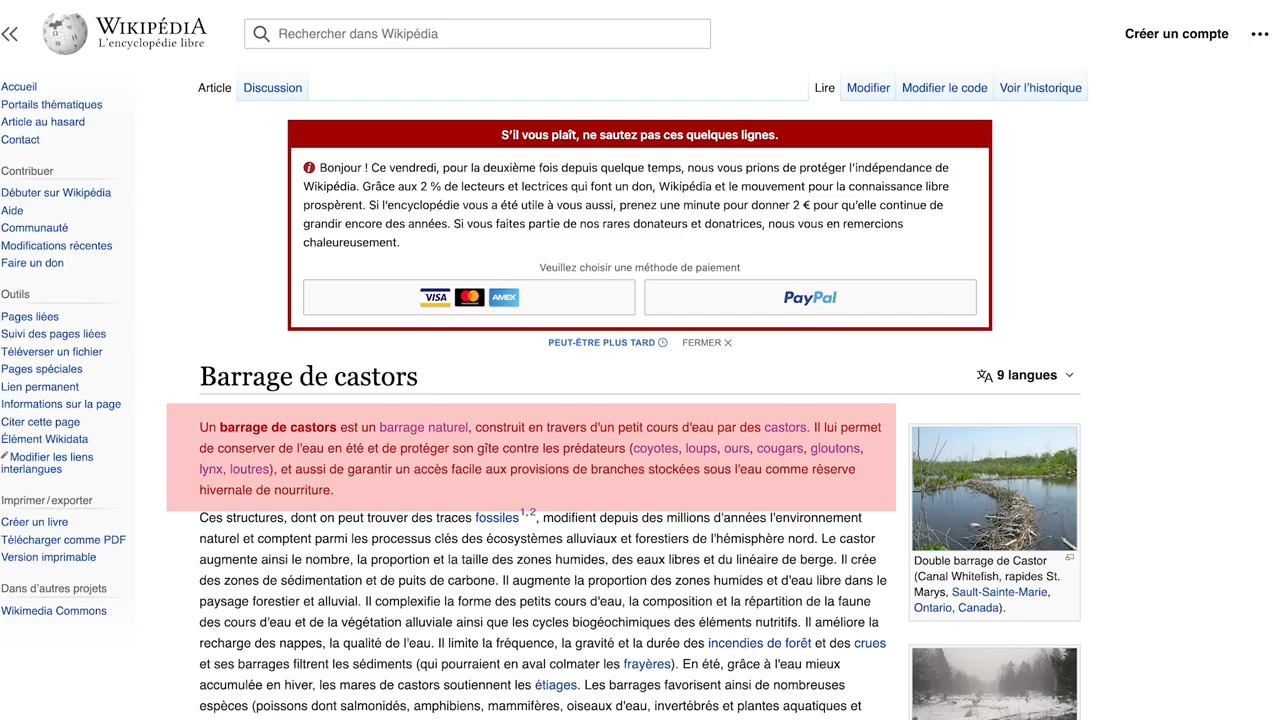 WIKIPÉDIA
L'encyclopédie libre
Rechercher dans Wikipédia
Créer un compte
Accueil
Portails thématiques
Article au hasard
Contact
Contribuer
Débuter sur Wikipédia
Aide
Communauté
Modifications récentes
Faire un don
Outils
Pages liées
Suivi des pages liées
Téléverser un fichier
Pages spéciales
Lien permanent
Informations sur la page
Citer cette page
Élément Wikidata
Modifier les liens
interlangues
Imprimer / exporter
Créer un livre
Télécharger comme PDF
Version imprimable
Dans d'autres projets
Wikimedia Commons
Article
Discussion
Lire
Modifier
Modifier le code
Voir l'historique
S'il vous plaît, ne sautez pas ces quelques lignes.
Bonjour ! Ce vendredi, pour la deuxième fois depuis quelque temps, nous vous prions de protéger l'indépendance de
Wikipédia. Grâce aux 2 % de lecteurs et lectrices qui font un don, Wikipédia et le mouvement pour la connaissance libre
prospèrent. Si l'encyclopédie vous a été utile à vous aussi, prenez une minute pour donner 2 € pour qu'elle continue de
grandir encore des années. Si vous faites partie de nos rares donateurs et donatrices, nous vous en remercions
chaleureusement.
Veuillez choisir une méthode de paiement
VISA
AMEX
PayPal
PEUT-ÊTRE PLUS TARD
FERMER
Barrage de castors
9 langues
Un barrage de castors est un barrage naturel, construit en travers d'un petit cours d'eau par des castors. Il lui permet
de conserver de l'eau en été et de protéger son gîte contre les prédateurs (coyotes, loups, ours, cougars, gloutons,
lynx, loutres), et aussi de garantir un accès facile aux provisions de branches stockées sous l'eau comme réserve
hivernale de nourriture.
Ces structures, dont on peut trouver des traces fossiles1, 2, modifient depuis des millions d'années l'environnement
naturel et comptent parmi les processus clés des écosystèmes alluviaux et forestiers de l'hémisphère nord. Le castor
augmente ainsi le nombre, la proportion et la taille des zones humides, des eaux libres et du linéaire de berge. Il crée
des zones de sédimentation et de puits de carbone. Il augmente la proportion des zones humides et d'eau libre dans le
paysage forestier et alluvial. Il complexifie la forme des petits cours d'eau, la composition et la répartition de la faune
des cours d'eau et de la végétation alluviale ainsi que les cycles biogéochimiques des éléments nutritifs. Il améliore la
recharge des nappes, la qualité de l'eau. Il limite la fréquence, la gravité et la durée des incendies de forêt et des crues
et ses barrages filtrent les sédiments (qui pourraient en aval colmater les frayères). En été, grâce à l'eau mieux
accumulée en hiver, les mares de castors soutiennent les étiages. Les barrages favorisent ainsi de nombreuses
espèces (poissons dont salmonidés, amphibiens, mammifères, oiseaux d'eau, invertébrés et plantes aquatiques et
Double barrage de Castor
(Canal Whitefish, rapides St.
Marys, Sault-Sainte-Marie,
Ontario, Canada).